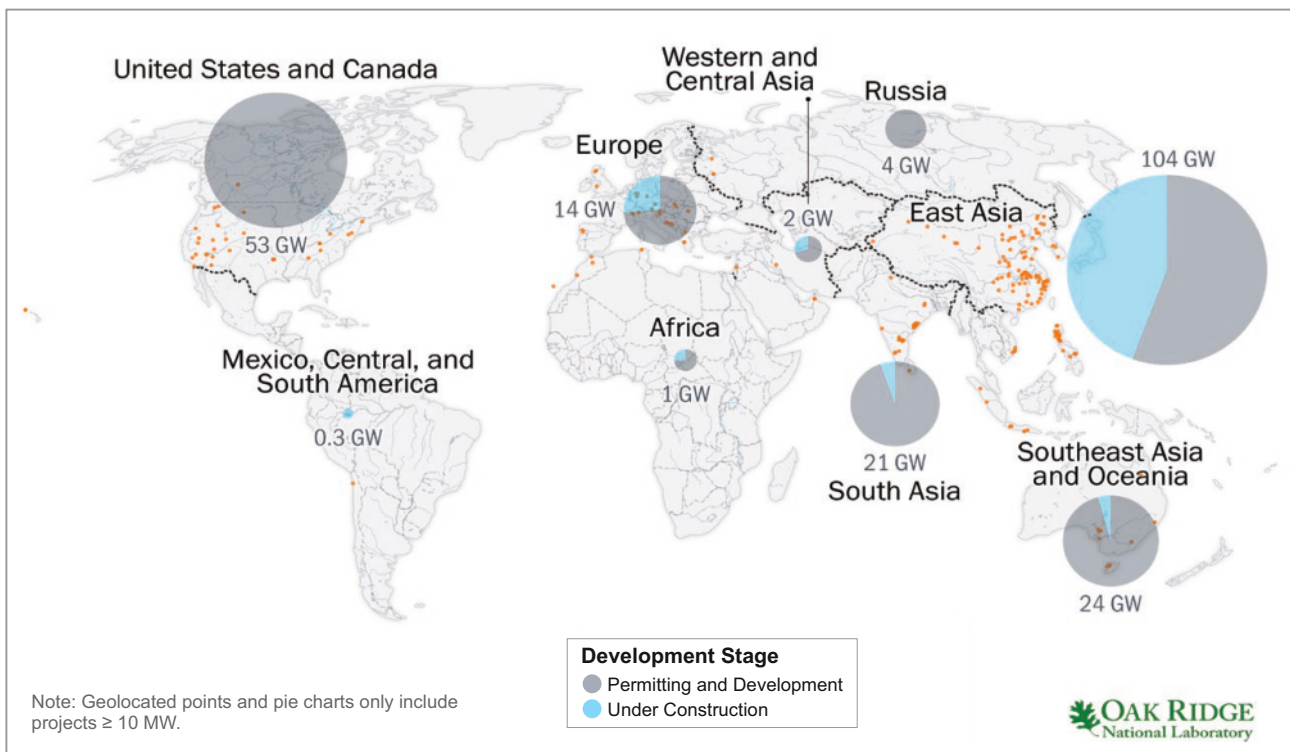 United States and Canada
53 GW
Mexico, Central, and
South America
0.3 GW
Europe
14 GW
Western and
Central Asia
2 GW
Russia
4 GW
Africa
1 GW
East Asia
104 GW
21 GW
South Asia
Southeast Asia
and Oceania
24 GW
Development Stage
Permitting and Development
Under Construction
Note: Geolocated points and pie charts only include
projects ≥ 10 MW.
OAK RIDGE
National Laboratory